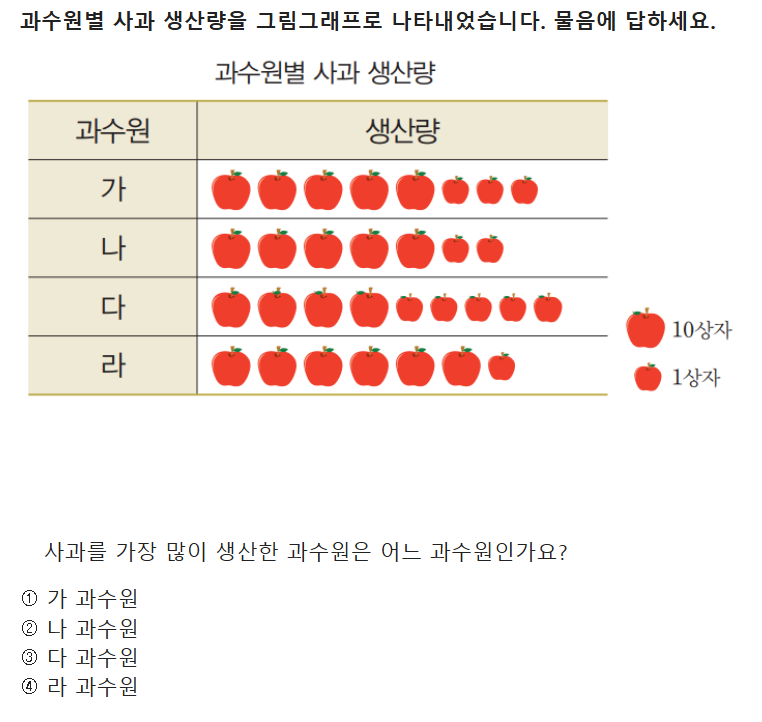 과수원별 사과 생산량을 그림그래프로 나타내었습니다. 물음에 답하세요.
과수원별 사과 생산량
과수원 생산량
가
나
다
라
10상자
1상자
사과를 가장 많이 생산한 과수원은 어느 과수원인가요?
① 가 과수원
② 나 과수원
③ 다 과수원
④ 라 과수원